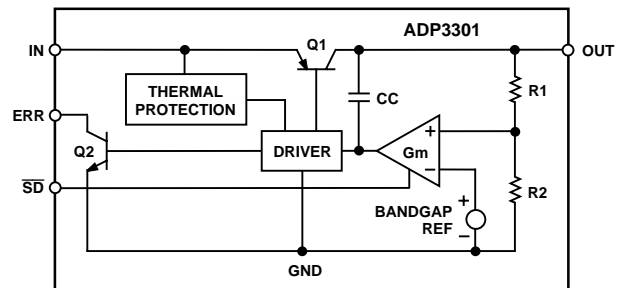 ADP3301
IN
Q1
OUT
THERMAL
PROTECTION
CC
R1
ERR
Q2
DRIVER
+
Gm
−
SD
R2
BANDGAP
REF
+
−
GND